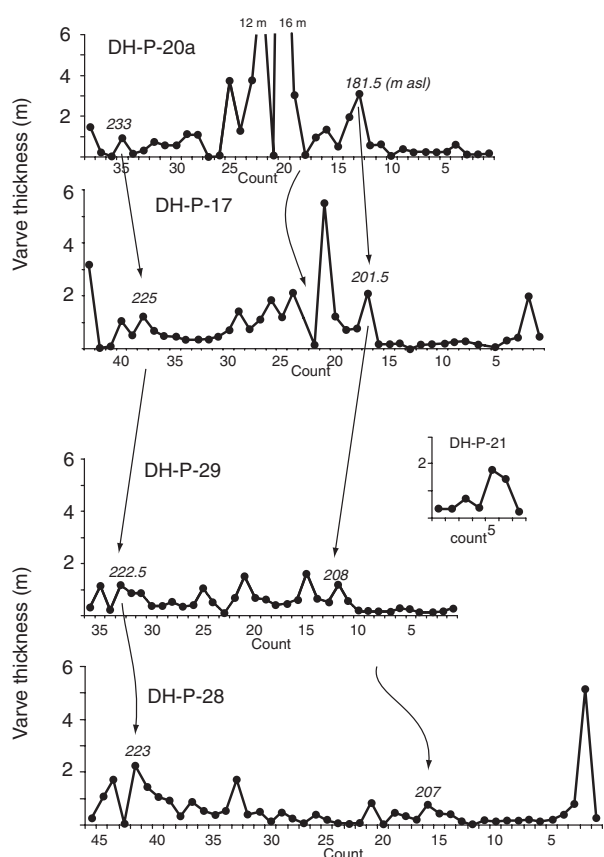 12 m 16 m
6
DH-P-20a
181.5 (m asl)
4
233
2
35 30 25 20 15 10 5
Count
Varve thickness (m)
6
DH-P-17
4
225
201.5
2
40 35 30 25 20 15 10 5
Count
DH-P-21
2
5
count
6
DH-P-29
4
2
222.5
208
35 30 25 20 15 10 5
Count
Varve thickness (m)
6
DH-P-28
4
223
2
207
45 40 35 30 25 20 15 10 5
Count